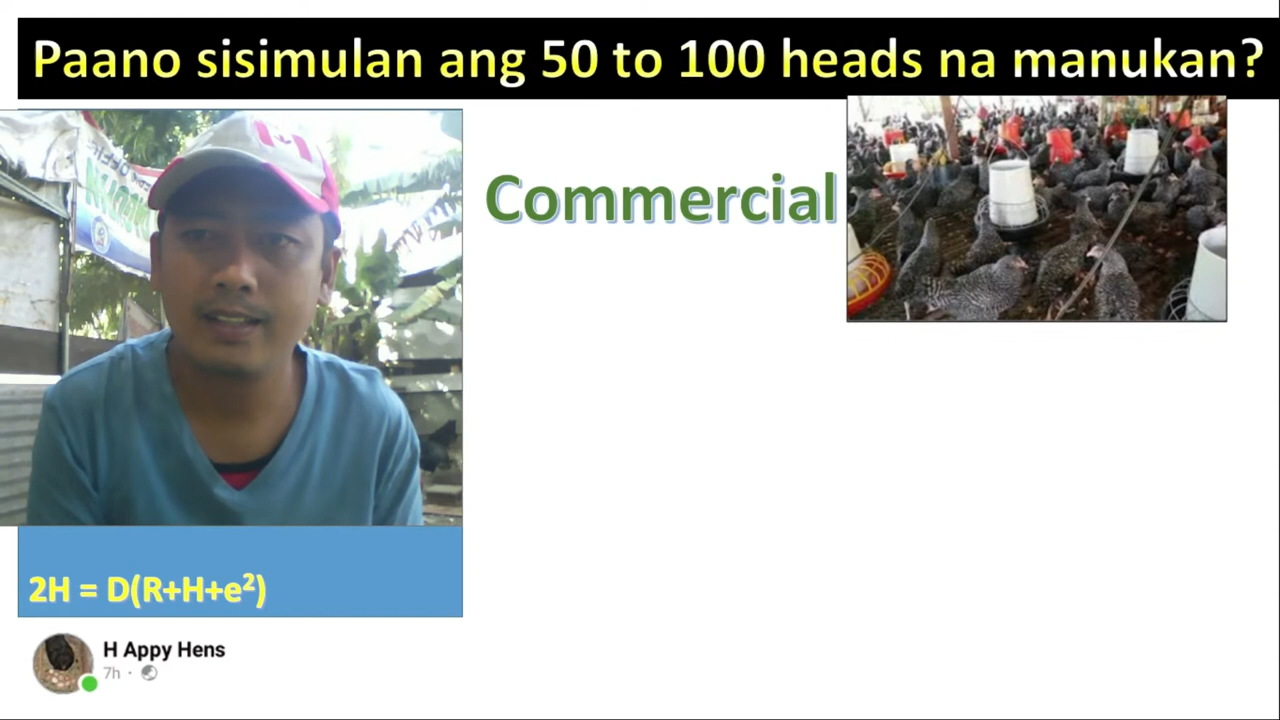 Paano sisimulan ang 50 to 100 heads na manukan?
Commercial
2H = D(R+H+e²)
H Appy Hens
7h ·